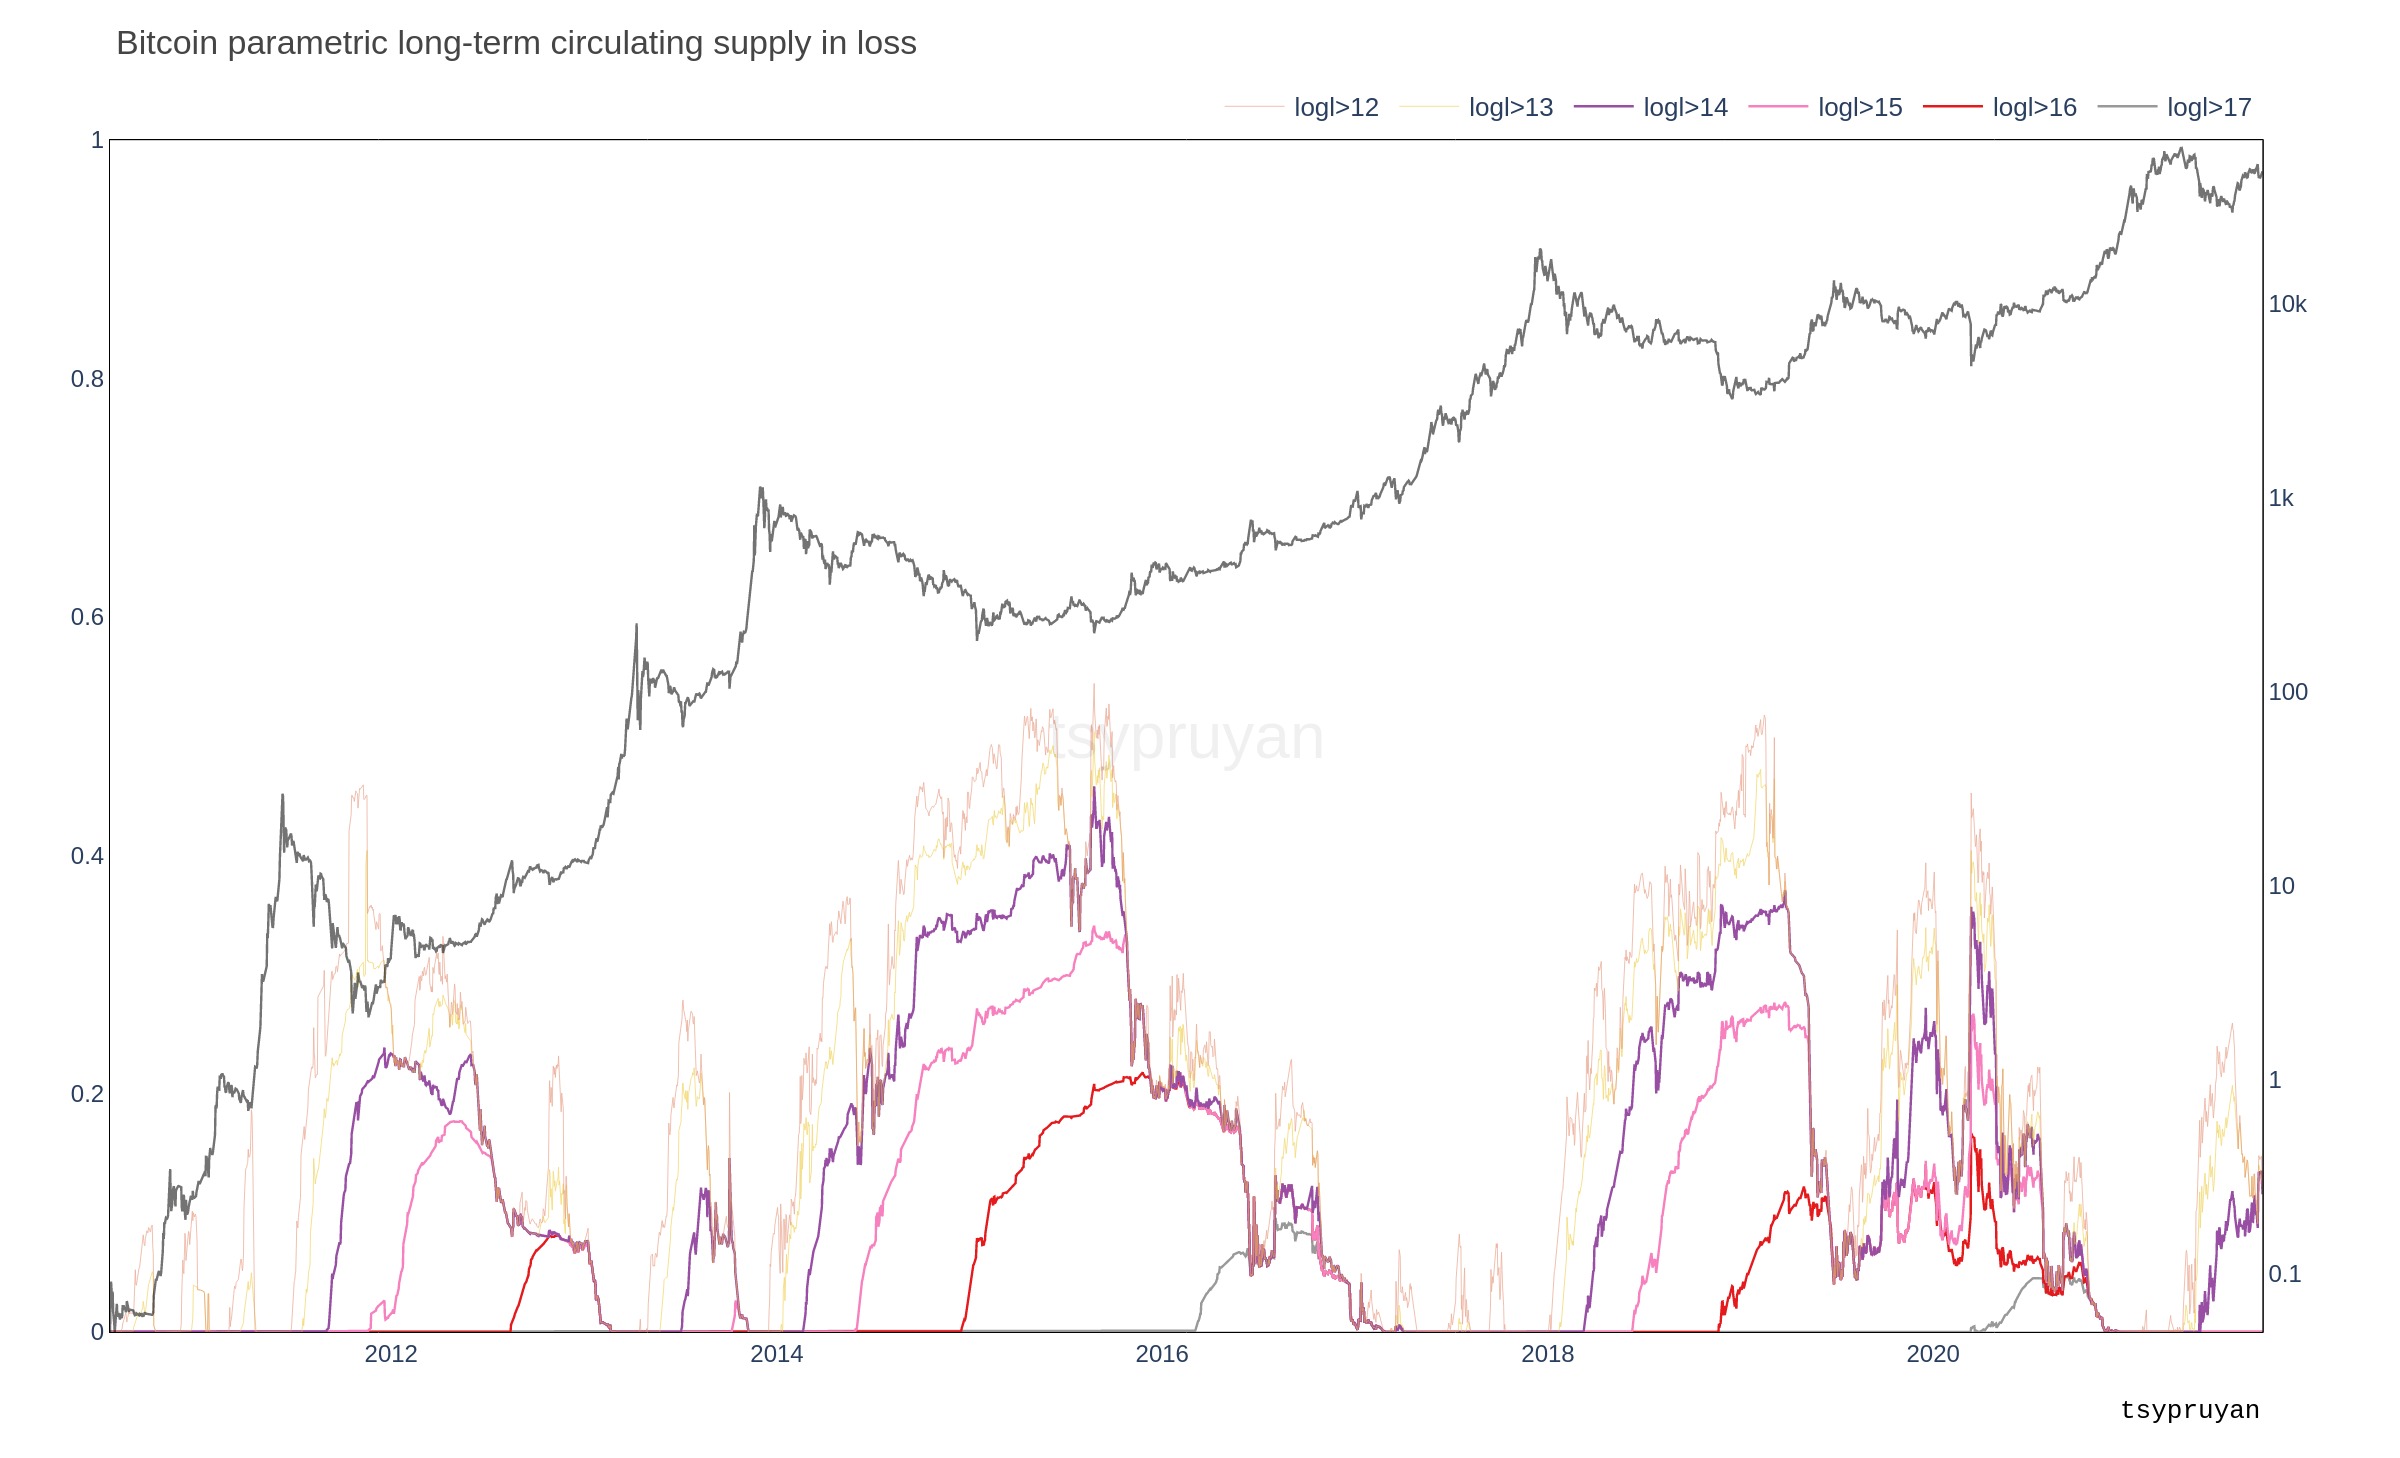 Bitcoin parametric long-term circulating supply in loss
logl>12 logl>13 logl>14 logl>15 logl>16 logl>17
1
0.8
0.6
0.4
0.2
0
10k
1k
100
10
1
0.1
tsypruyan
2012 2014 2016 2018 2020
tsypruyan